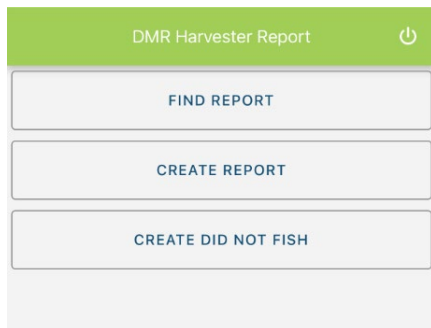 DMR Harvester Report
FIND REPORT
CREATE REPORT
CREATE DID NOT FISH